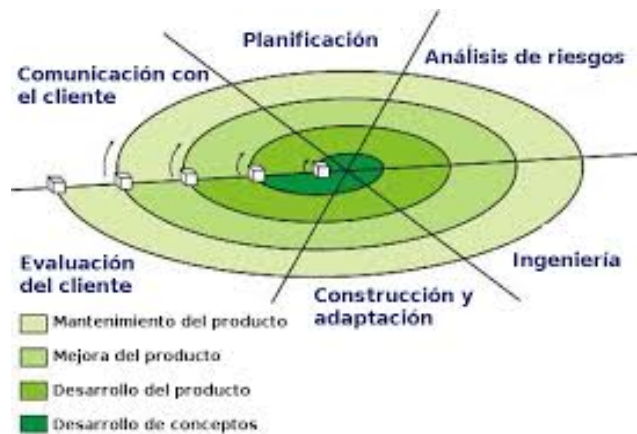 Planificación
Análisis de riesgos
Comunicación con
el cliente
Evaluación
del cliente
Ingeniería
Construcción y
adaptación
Mantenimiento del producto
Mejora del producto
Desarrollo del producto
Desarrollo de conceptos